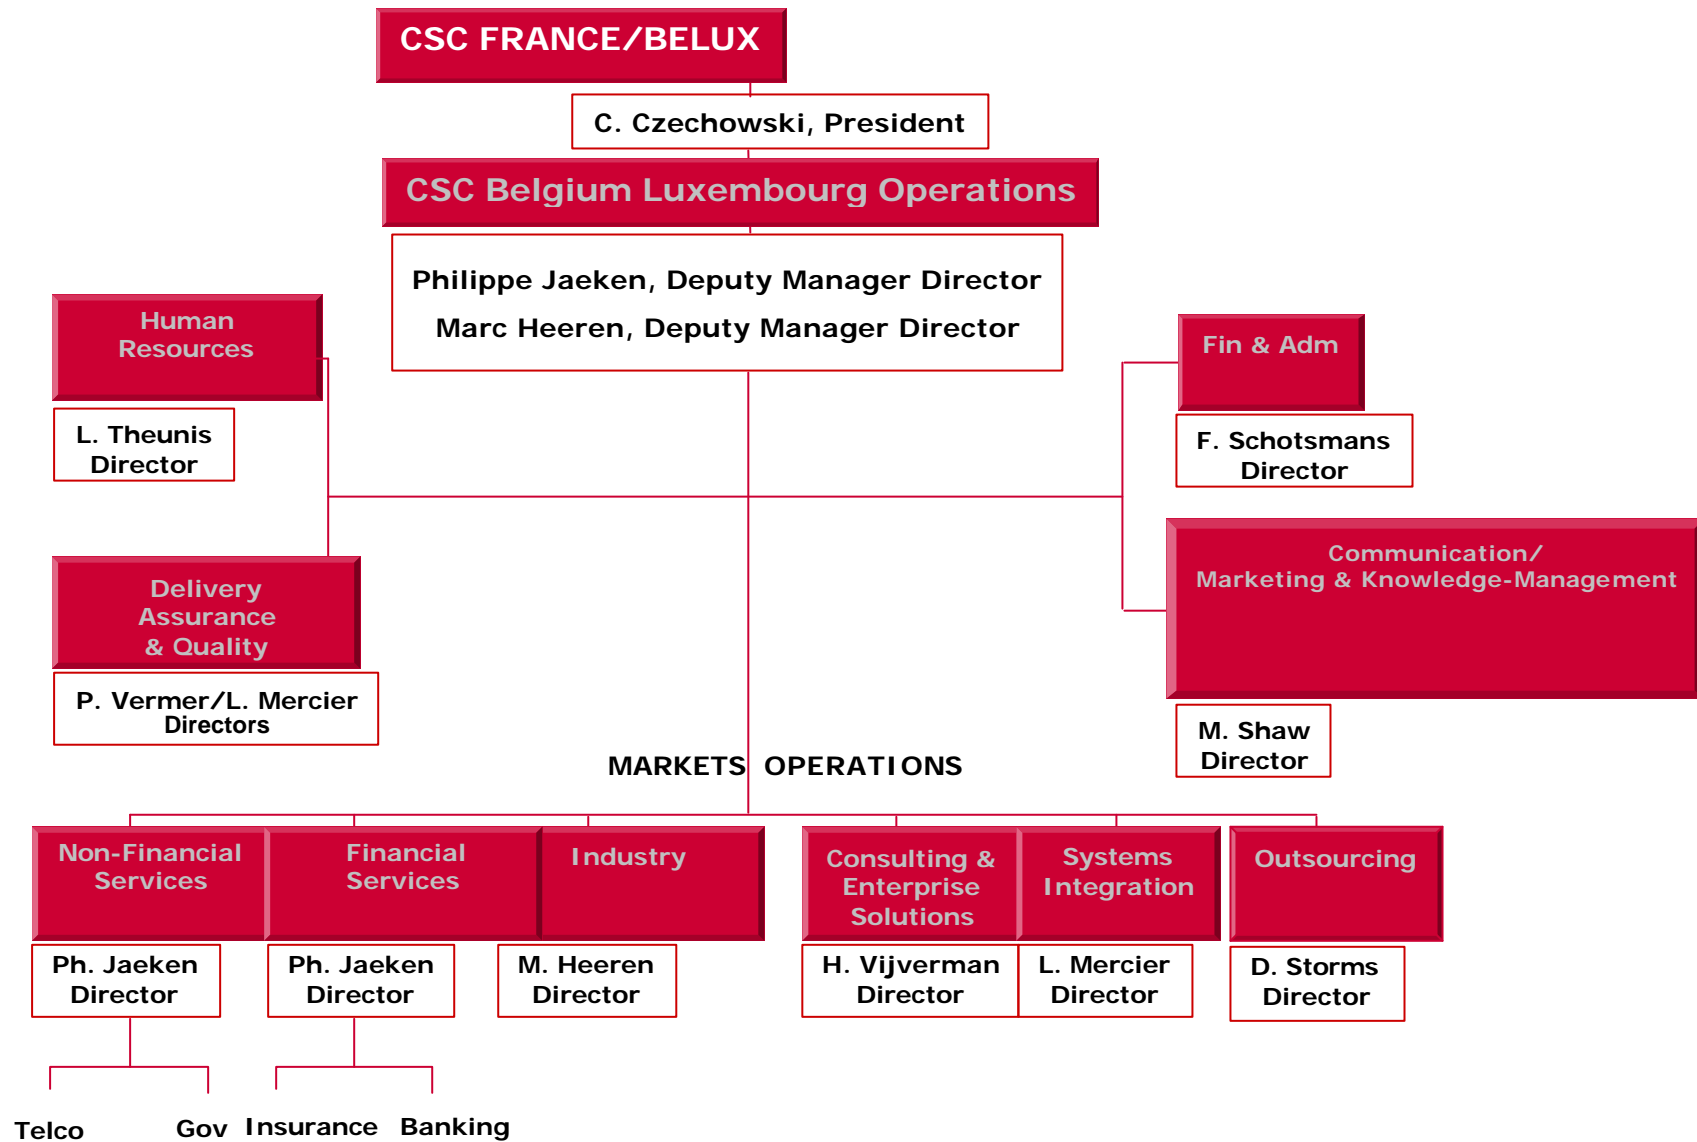 CSC FRANCE/BELUX
C. Czechowski, President
CSC Belgium Luxembourg Operations
Philippe Jaeken, Deputy Manager Director
Marc Heeren, Deputy Manager Director
Human
Resources
L. Theunis
Director
Fin & Adm
F. Schotsmans
Director
Delivery
Assurance
& Quality
P. Vermer/L. Mercier
Directors
Communication/
Marketing & Knowledge-Management
M. Shaw
Director
MARKETS OPERATIONS
Non-Financial
Services
Ph. Jaeken
Director
Financial
Services
Ph. Jaeken
Director
Industry
M. Heeren
Director
Consulting &
Enterprise
Solutions
H. Vijverman
Director
Systems
Integration
L. Mercier
Director
Outsourcing
D. Storms
Director
Telco
Gov
Insurance
Banking